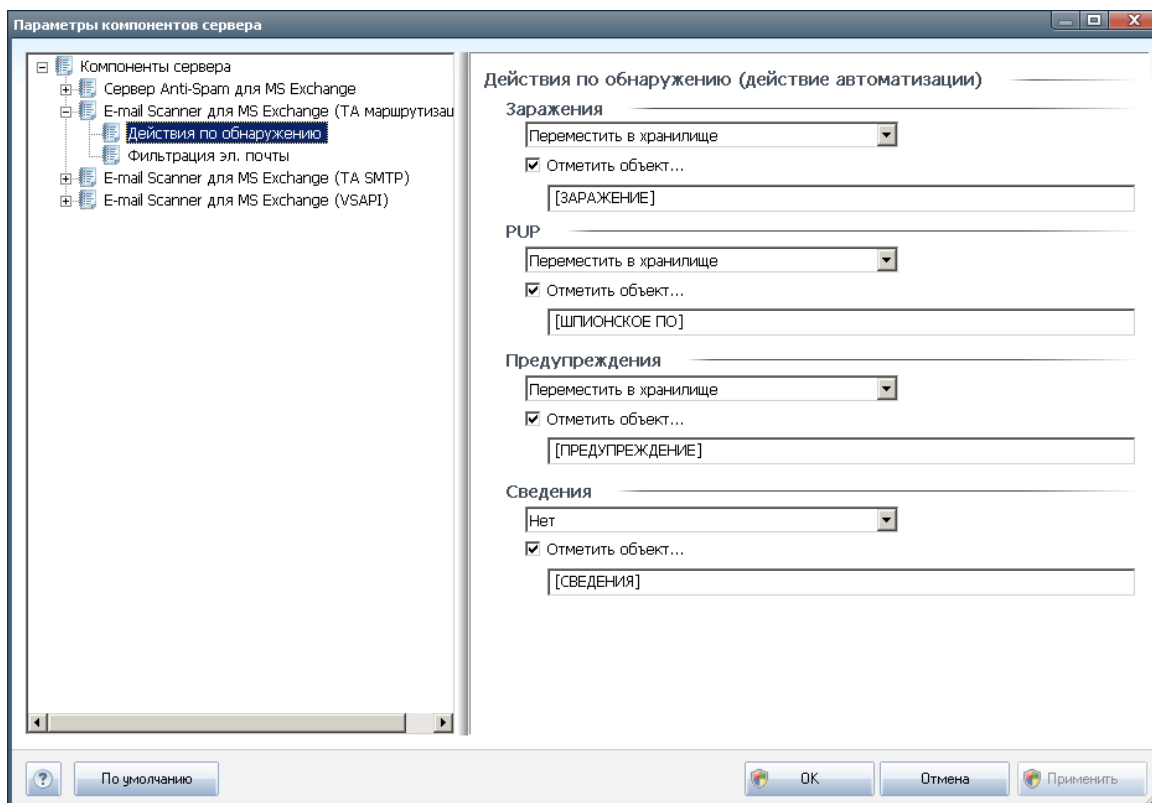 Параметры компонентов сервера
Компоненты сервера
Сервер Anti-Spam для MS Exchange
E-mail Scanner для MS Exchange (TA маршрутизац
Действия по обнаружению
Фильтрация эл. почты
E-mail Scanner для MS Exchange (TA SMTP)
E-mail Scanner для MS Exchange (VSAPI)
Действия по обнаружению (действие автоматизации)
Заражения
Переместить в хранилище
Отметить объект...
[ЗАРАЖЕНИЕ]
PUP
Переместить в хранилище
Отметить объект...
[ШПИОНСКОЕ ПО]
Предупреждения
Переместить в хранилище
Отметить объект...
[ПРЕДУПРЕЖДЕНИЕ]
Сведения
Нет
Отметить объект...
[СВЕДЕНИЯ]
? По умолчанию OK Отмена Применить